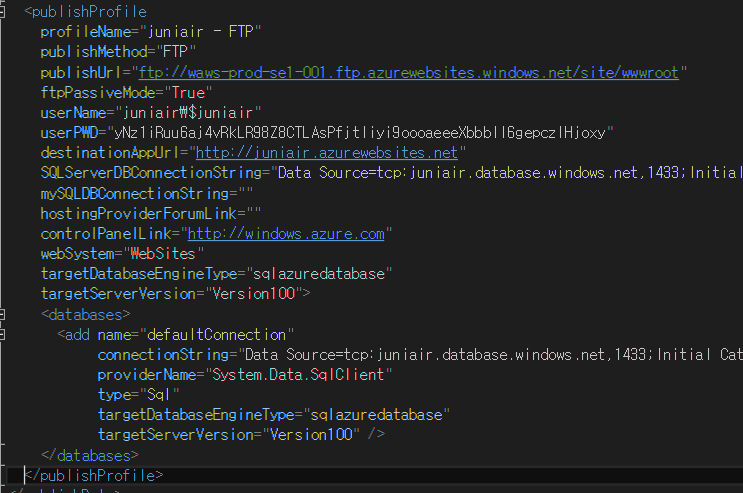 <publishProfile
profileName="juniair - FTP"
publishMethod="FTP"
publishUrl="ftp://waws-prod-se1-001.ftp.azurewebsites.windows.net/site/wwwroot"
ftpPassiveMode="True"
userName="juniair₩$juniair"
userPWD=
destinationAppUrl="http://juniair.azurewebsites.net"
SQLServerDBConnectionString="Data Source=tcp:juniair.database.windows.net,1433;Initial
mySQLDBConnectionString=""
hostingProviderForumLink=""
controlPanelLink="http://windows.azure.com"
webSystem="WebSites"
targetDatabaseEngineType="sqlazuredatabase"
targetServerVersion="Version100">
<databases>
<add name="defaultConnection"
connectionString="Data Source=tcp:juniair.database.windows.net,1433;Initial Cat
providerName="System.Data.SqlClient"
type="Sql"
targetDatabaseEngineType="sqlazuredatabase"
targetServerVersion="Version100" />
</databases>
</publishProfile>